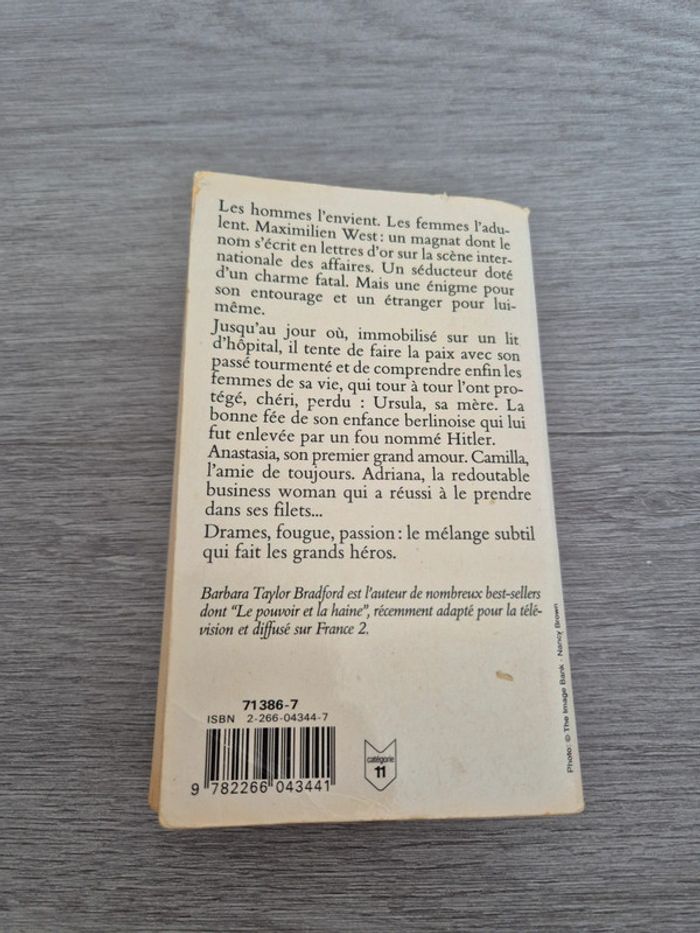 Les hommes l'envient. Les femmes l'adu-
lent. Maximilien West : un magnat dont le
nom s'écrit en lettres d'or sur la scène inter-
nationale des affaires. Un séducteur doté
d'un charme fatal. Mais une énigme pour
son entourage et un étranger pour lui-
même.
Jusqu'au jour où, immobilisé sur un lit
d'hôpital, il tente de faire la paix avec son
passé tourmenté et de comprendre enfin les
femmes de sa vie, qui tour à tour l'ont pro-
tégé, chéri, perdu : Ursula, sa mère. La
bonne fée de son enfance berlinoise qui lui
fut enlevée par un fou nommé Hitler.
Anastasia, son premier grand amour. Camilla,
l'amie de toujours. Adriana, la redoutable
business woman qui a réussi à le prendre
dans ses filets...
Drames, fougue, passion : le mélange subtil
qui fait les grands héros.
Barbara Taylor Bradford est l'auteur de nombreux best-sellers
dont "Le pouvoir et la haine", récemment adapté pour la télé-
vision et diffusé sur France 2.
71386-7
ISBN 2-266-04344-7
9 782266 043441
catégorie
11
Photo: © The Image Bank - Nancy Brown